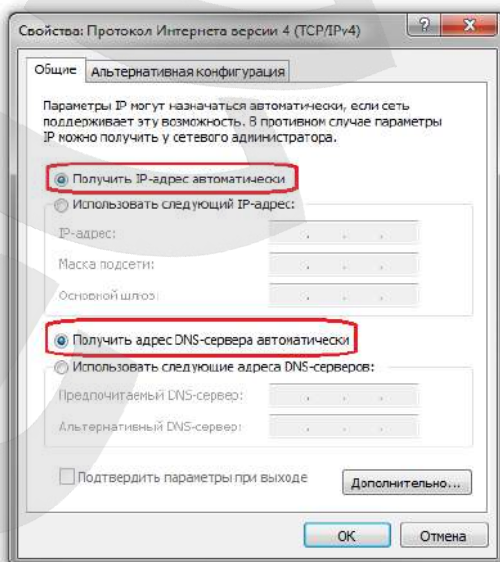 Свойства: Протокол Интернета версии 4 (TCP/IPv4)
Общие
Альтернативная конфигурация
Параметры IP могут назначаться автоматически, если сеть
поддерживает эту возможность. В противном случае параметры
IP можно получить у сетевого администратора.
Получить IP-адрес автоматически
Использовать следующий IP-адрес:
IP-адрес:
Маска подсети:
Основной шлюз:
Получить адрес DNS-сервера автоматически
Использовать следующие адреса DNS-серверов:
Предпочитаемый DNS-сервер:
Альтернативный DNS-сервер:
Подтвердить параметры при выходе
Дополнительно...
ОК
Отмена